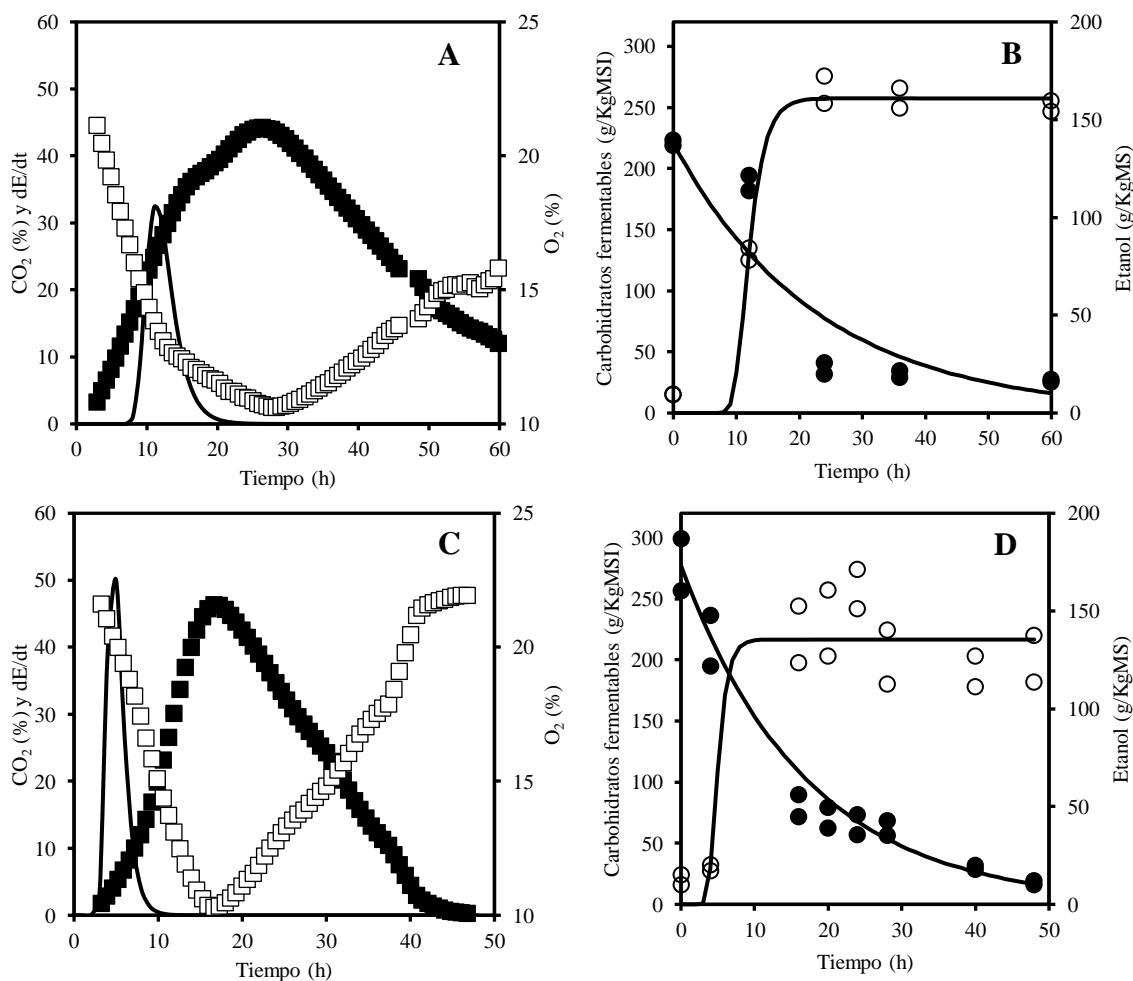 A
CO₂ (%) y dE/dt
60
50
40
30
20
10
0
0 10 20 30 40 50 60
Tiempo (h)
25
20
15
10
O₂ (%)
B
Carbohidratos fermentables (g/KgMSI)
300
250
200
150
100
50
0
0 10 20 30 40 50 60
Tiempo (h)
200
150
100
50
0
Etanol (g/KgMS)
C
CO₂ (%) y dE/dt
60
50
40
30
20
10
0
0 10 20 30 40 50
Tiempo (h)
25
20
15
10
O₂ (%)
D
Carbohidratos fermentables (g/KgMSI)
300
250
200
150
100
50
0
0 10 20 30 40 50
Tiempo (h)
200
150
100
50
0
Etanol (g/KgMS)